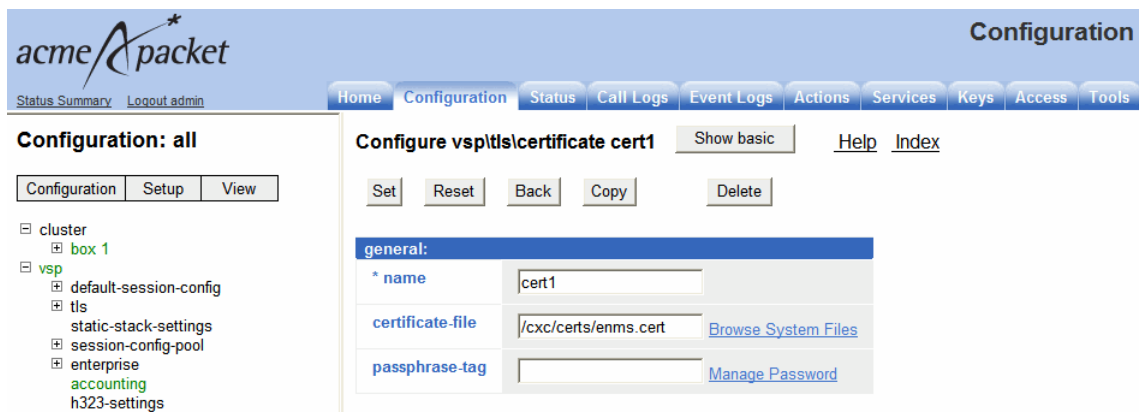 acme packet
Configuration
Status Summary Logout admin
Home Configuration Status Call Logs Event Logs Actions Services Keys Access Tools
Configuration: all
Configuration Setup View
cluster
box 1
vsp
default-session-config
tls
static-stack-settings
session-config-pool
enterprise
accounting
h323-settings
Configure vsp\tls\certificate cert1 Show basic Help Index
Set Reset Back Copy Delete
general:
* name cert1
certificate-file /cxc/certs/enms.cert Browse System Files
passphrase-tag Manage Password